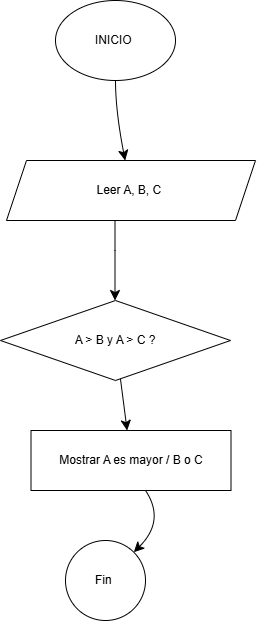 INICIO
Leer A, B, C
A > B y A > C ?
Mostrar A es mayor / B o C
Fin